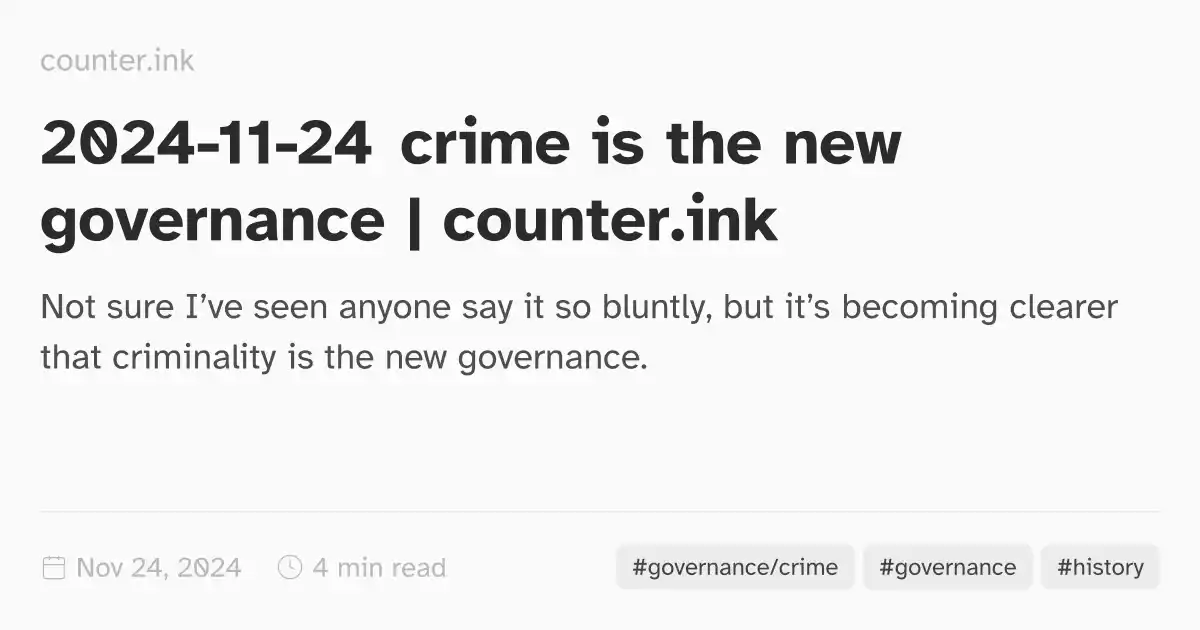 counter.ink
2024-11-24 crime is the new
governance | counter.ink
Not sure I’ve seen anyone say it so bluntly, but it’s becoming clearer
that criminality is the new governance.
Nov 24, 2024 4 min read #governance/crime #governance #history